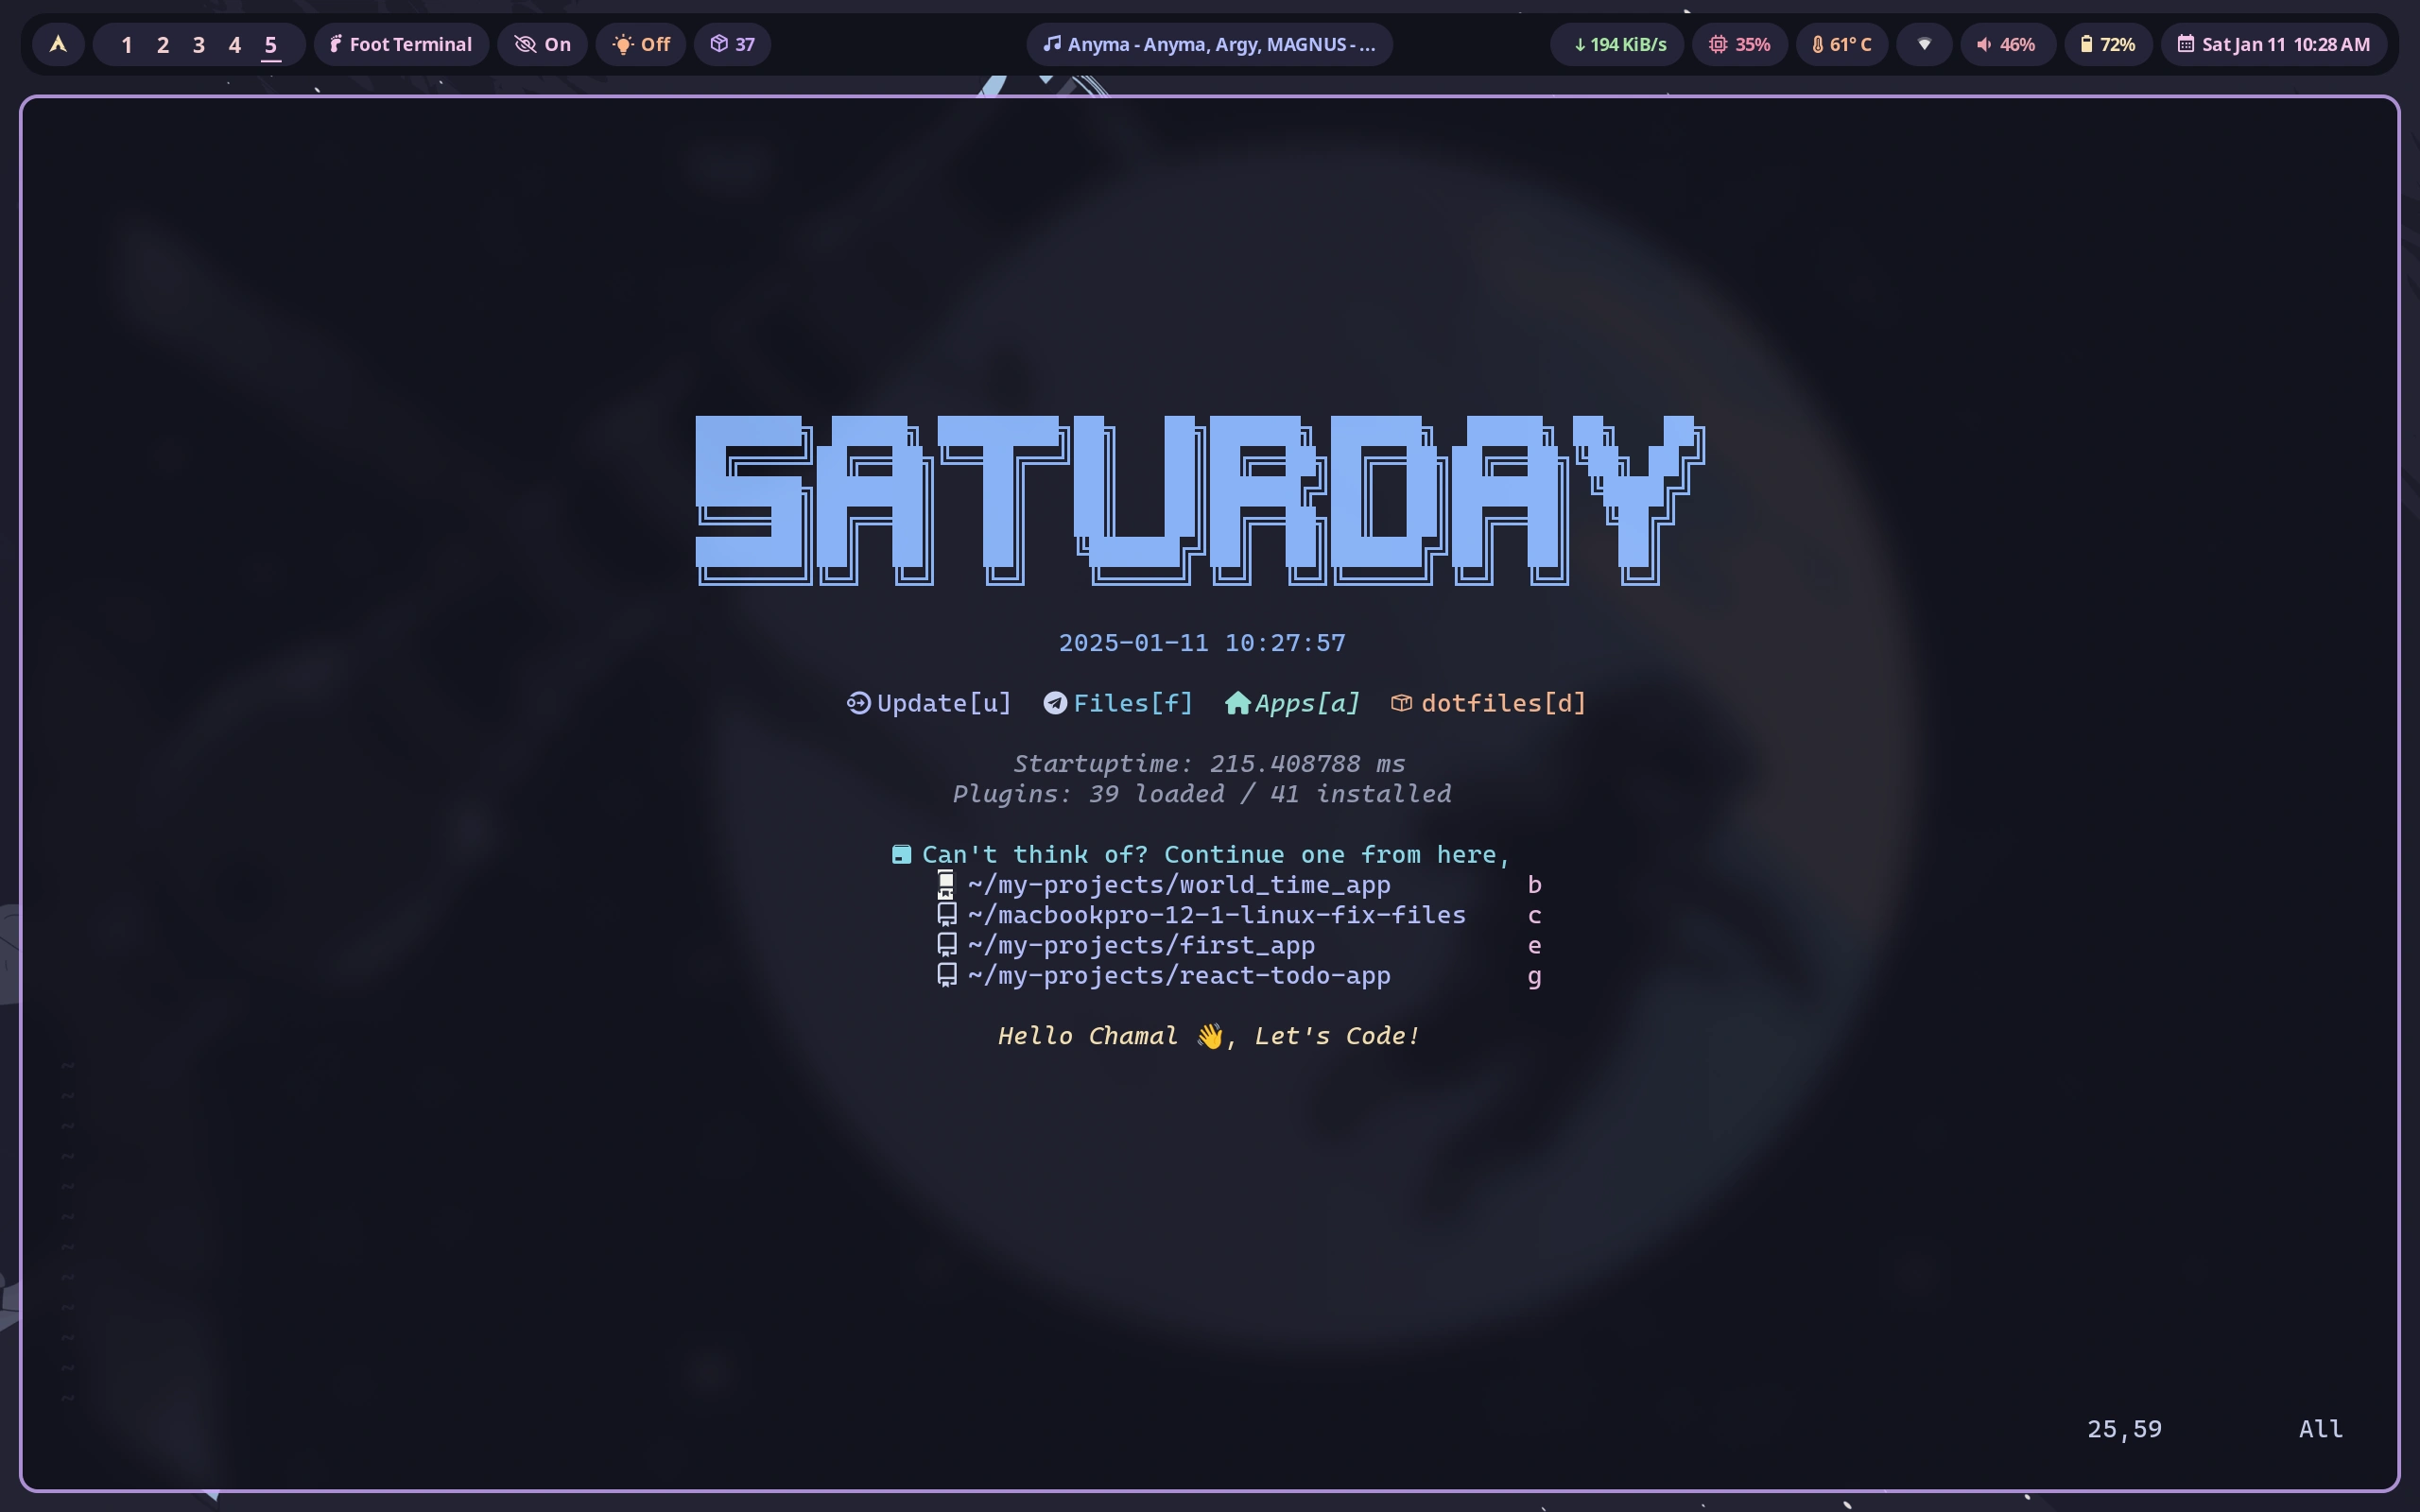 1 2 3 4 5 Foot Terminal On Off 37 Anyma - Anyma, Argy, MAGNUS - ... ↓ 194 KiB/s 35% 61° C 46% 72% Sat Jan 11 10:28 AM
SATURDAY
2025-01-11 10:27:57
Update[u] Files[f] Apps[a] dotfiles[d]
Startuptime: 215.408788 ms
Plugins: 39 loaded / 41 installed
Can't think of? Continue one from here,
~/my-projects/world_time_app b
~/macbookpro-12-1-linux-fix-files c
~/my-projects/first_app e
~/my-projects/react-todo-app g
Hello Chamal 👋, Let's Code!
~
~
~
~
~
~
~
~
~
~
~
~
25,59 All